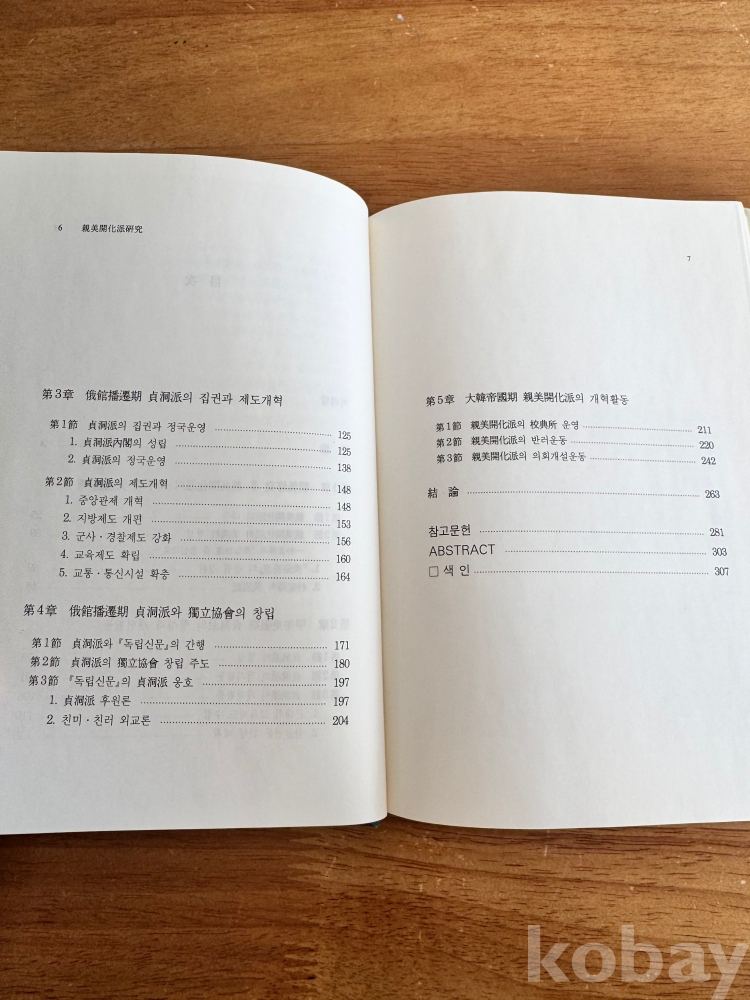 6 親美開化派硏究
第3章 俄館播遷期 貞洞派의 집권과 제도개혁
第1節 貞洞派의 집권과 정국운영 125
1. 貞洞派內閣의 성립 125
2. 貞洞派의 정국운영 138
第2節 貞洞派의 제도개혁 148
1. 중앙관제 개혁 148
2. 지방제도 개편 153
3. 군사·경찰제도 강화 156
4. 교육제도 확립 160
5. 교통·통신시설 확충 164
第4章 俄館播遷期 貞洞派와 獨立協會의 창립
第1節 貞洞派와 『독립신문』의 간행 171
第2節 貞洞派의 獨立協會 창립 주도 180
第3節 『독립신문』의 貞洞派 옹호 197
1. 貞洞派 후원론 197
2. 친미·친러 외교론 204
7
第5章 大韓帝國期 親美開化派의 개혁활동
第1節 親美開化派의 校典所 운영 211
第2節 親美開化派의 반러운동 220
第3節 親美開化派의 의회개설운동 242
結 論 263
참고문헌 281
ABSTRACT 303
□ 색 인 307
kobay